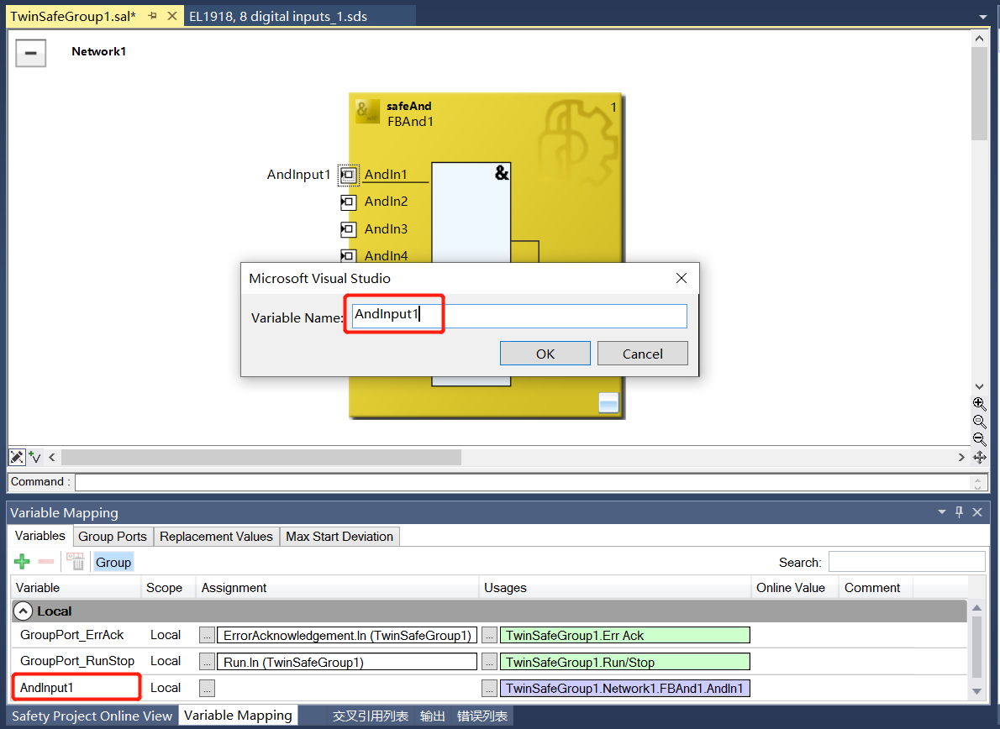 TwinSafeGroup1.sal* EL1918, 8 digital inputs_1.sds
Network1
safeAnd 1
FBAnd1
&
AndInput1 AndIn1
AndIn2
AndIn3
AndIn4
Microsoft Visual Studio
Variable Name: AndInput1
OK Cancel
Command :
Variable Mapping
Variables Group Ports Replacement Values Max Start Deviation
Group Search:
Variable Scope Assignment Usages Online Value Comment
Local
GroupPort_ErrAck Local ... ErrorAcknowledgement.In (TwinSafeGroup1) ... TwinSafeGroup1.Err Ack
GroupPort_RunStop Local ... Run.In (TwinSafeGroup1) ... TwinSafeGroup1.Run/Stop
AndInput1 Local ... ... TwinSafeGroup1.Network1.FBAnd1.AndIn1
Safety Project Online View Variable Mapping 交叉引用列表 输出 错误列表